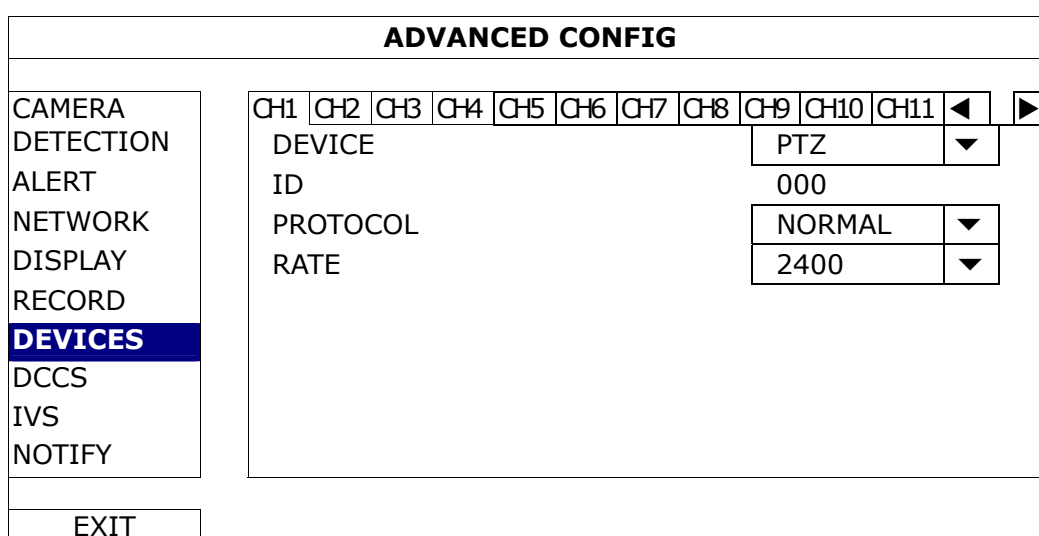 ADVANCED CONFIG
CAMERA
DETECTION
ALERT
NETWORK
DISPLAY
RECORD
DEVICES
DCCS
IVS
NOTIFY
EXIT
CH1 CH2 CH3 CH4 CH5 CH6 CH7 CH8 CH9 CH10 CH11
DEVICE PTZ
ID 000
PROTOCOL NORMAL
RATE 2400